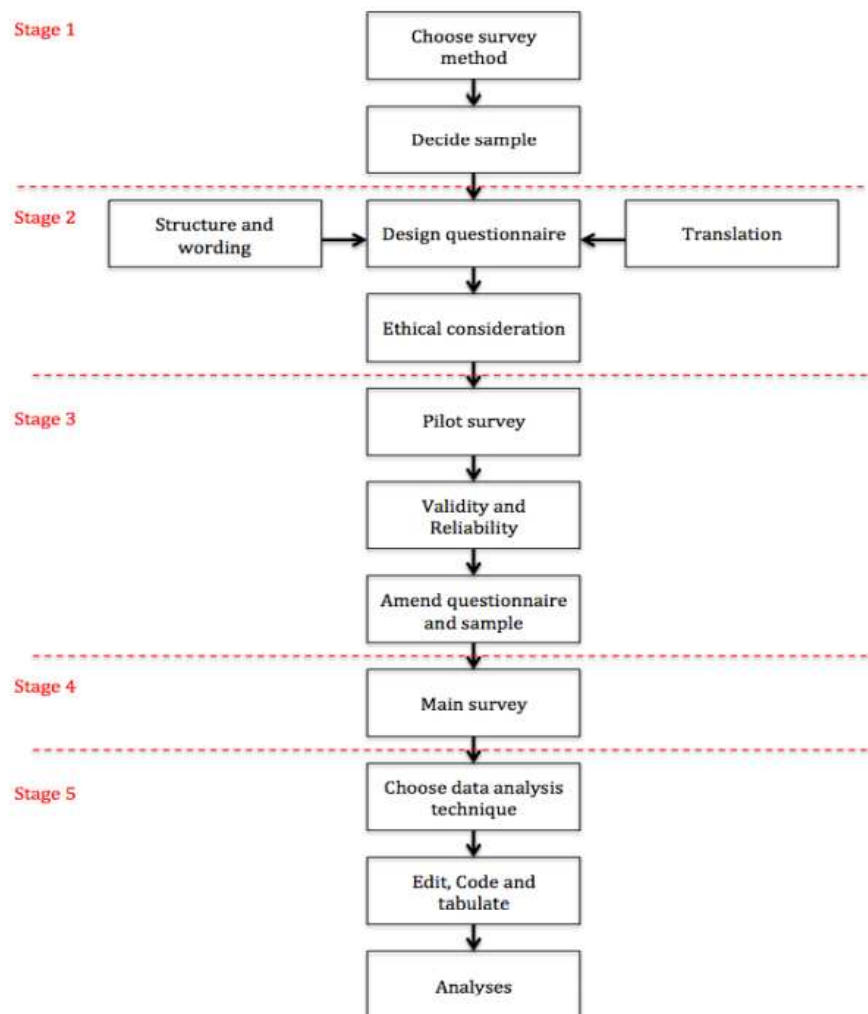 Stage 1
Choose survey
method
Decide sample
Stage 2
Structure and
wording
Design questionnaire
Translation
Ethical consideration
Stage 3
Pilot survey
Validity and
Reliability
Amend questionnaire
and sample
Stage 4
Main survey
Stage 5
Choose data analysis
technique
Edit, Code and
tabulate
Analyses